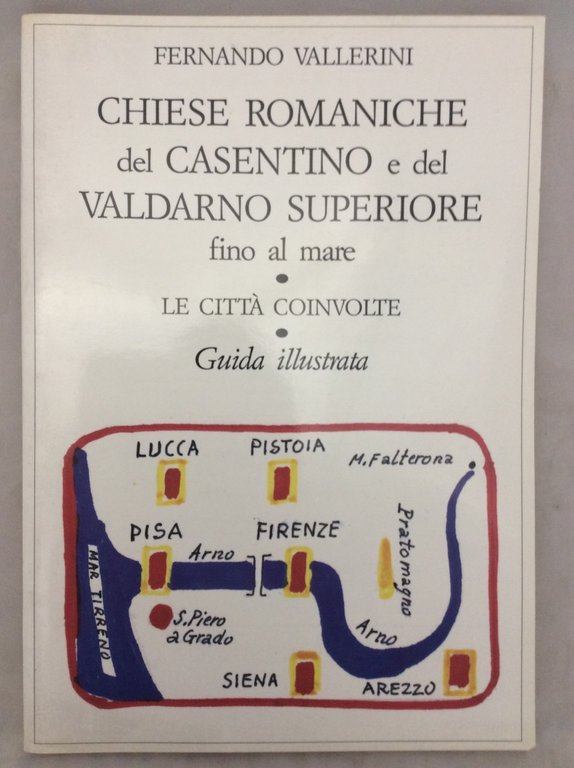 FERNANDO VALLERINI
CHIESE ROMANICHE
del CASENTINO e del
VALDARNO SUPERIORE
fino al mare
•
LE CITTÀ COINVOLTE
•
Guida illustrata
LUCCA
PISTOIA
M. Falterona
PISA
Arno
FIRENZE
Pratomagno
MAR TIRRENO
S. Piero
a Grado
Arno
SIENA
AREZZO